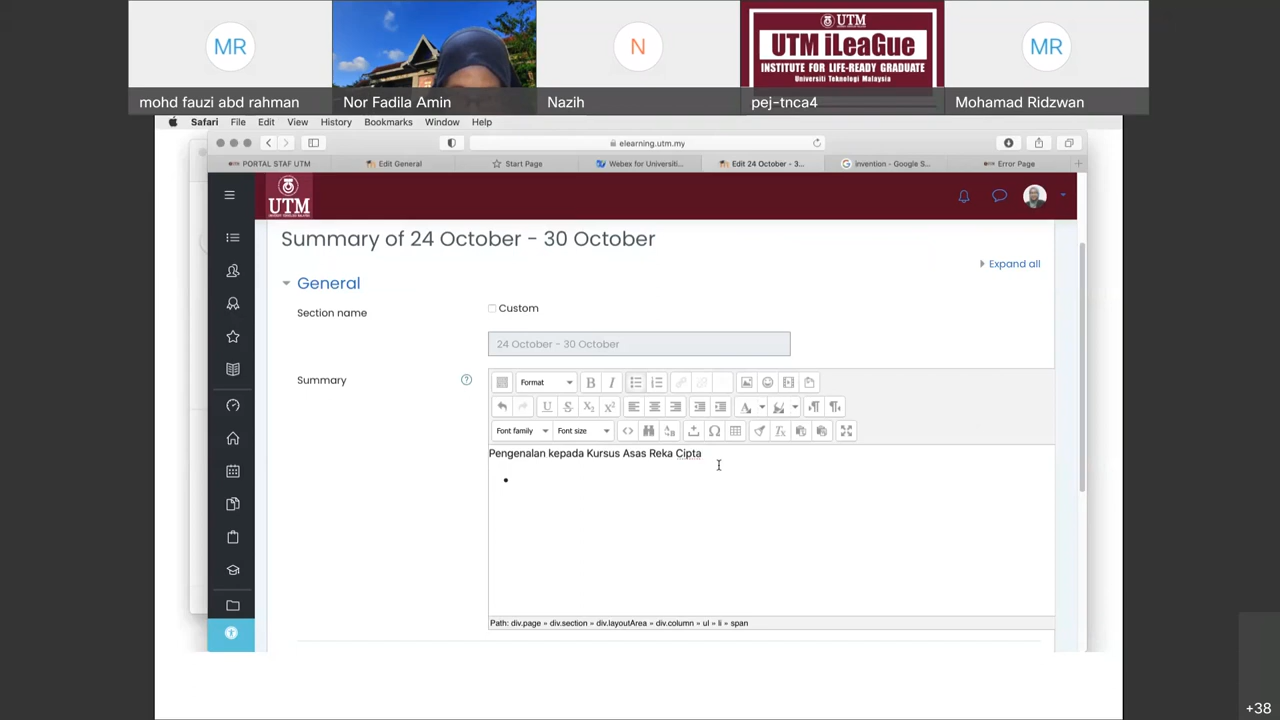 MR
N
UTM
UTM iLeaGue
INSTITUTE FOR LIFE-READY GRADUATE
Universiti Teknologi Malaysia
MR
mohd fauzi abd rahman
Nor Fadila Amin
Nazih
pej-tnca4
Mohamad Ridzwan
Safari File Edit View History Bookmarks Window Help
elearning.utm.my
PORTAL STAF UTM
Edit General
Start Page
Webex for Universiti...
Edit 24 October - 3...
invention - Google S...
Error Page
UTM
Summary of 24 October - 30 October
Expand all
General
Section name
Custom
24 October - 30 October
Summary
Format
Font family
Font size
Pengenalan kepada Kursus Asas Reka Cipta
Path: div.page » div.section » div.layoutArea » div.column » ul » li » span
+38